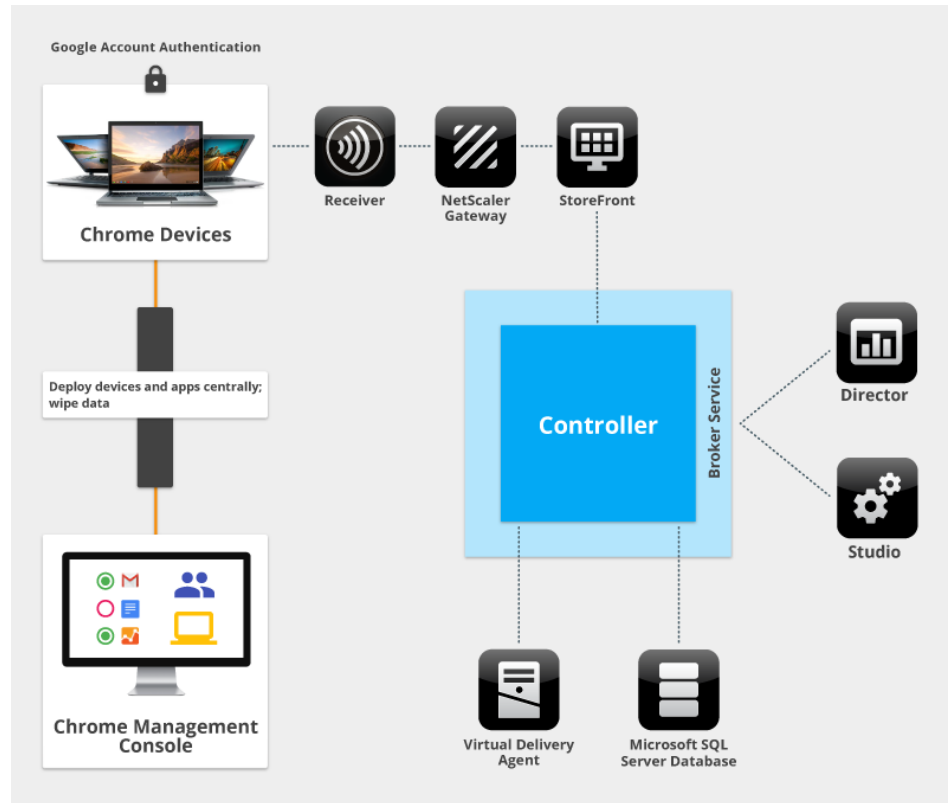 Google Account Authentication
Chrome Devices
Receiver
NetScaler
Gateway
StoreFront
Deploy devices and apps centrally;
wipe data
Controller
Broker Service
Director
Studio
Chrome Management
Console
Virtual Delivery
Agent
Microsoft SQL
Server Database